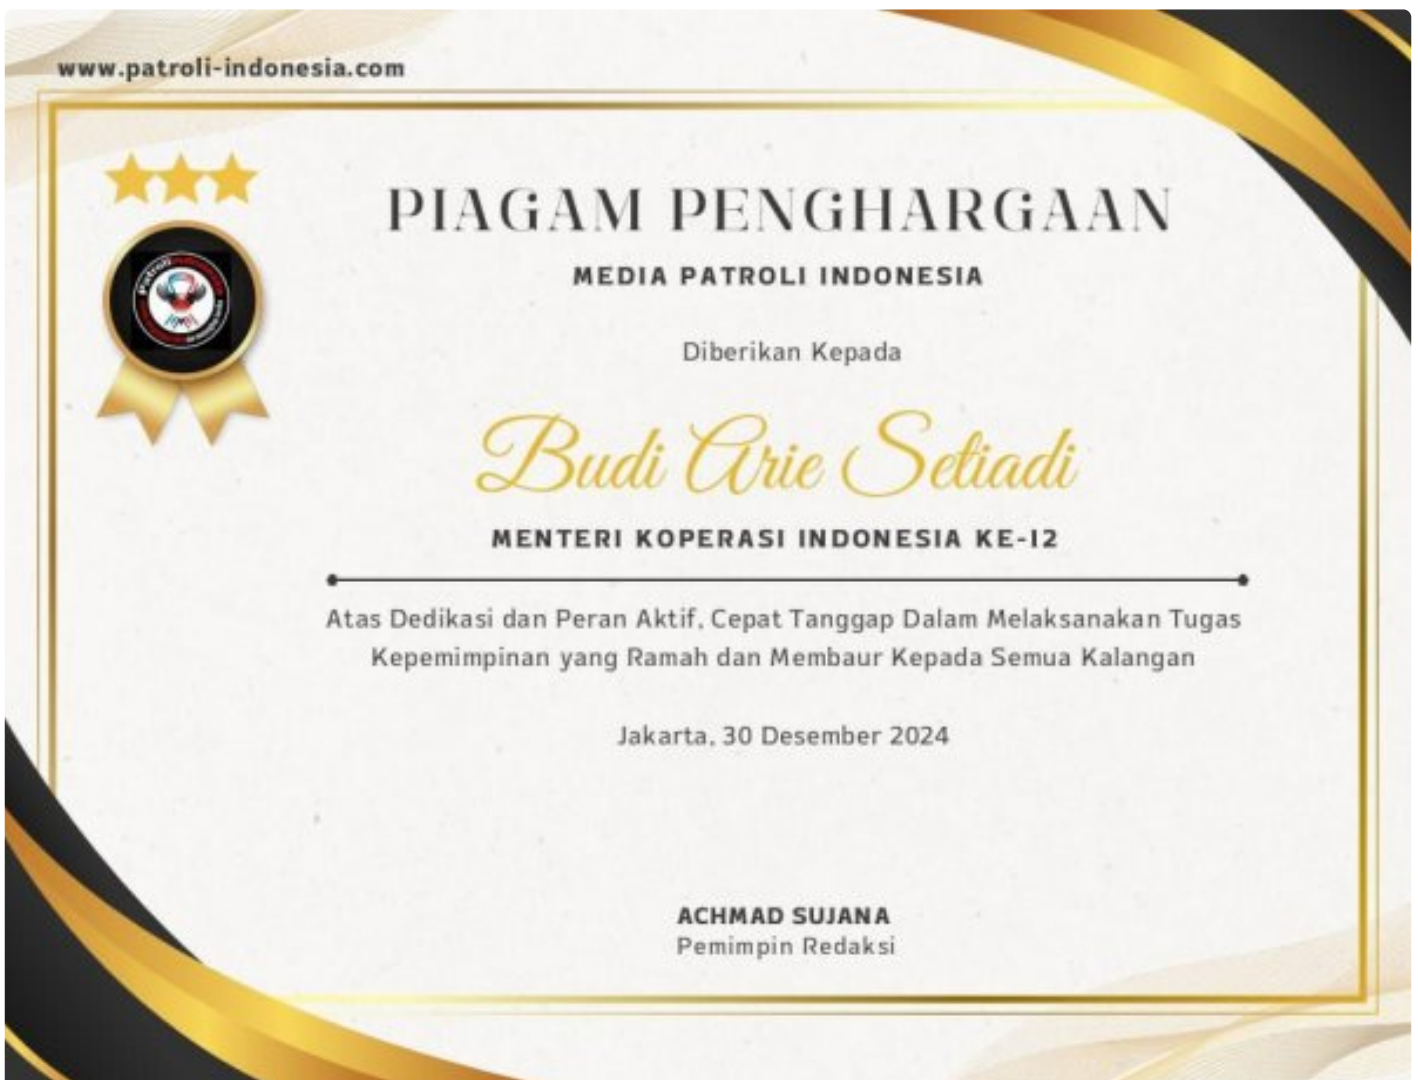 www.patroli-indonesia.com
PIAGAM PENGHARGAAN
MEDIA PATROLI INDONESIA
Diberikan Kepada
Budi Arie Setiadi
MENTERI KOPERASI INDONESIA KE-12
Atas Dedikasi dan Peran Aktif, Cepat Tanggap Dalam Melaksanakan Tugas
Kepemimpinan yang Ramah dan Membaur Kepada Semua Kalangan
Jakarta, 30 Desember 2024
ACHMAD SUJANA
Pemimpin Redaksi